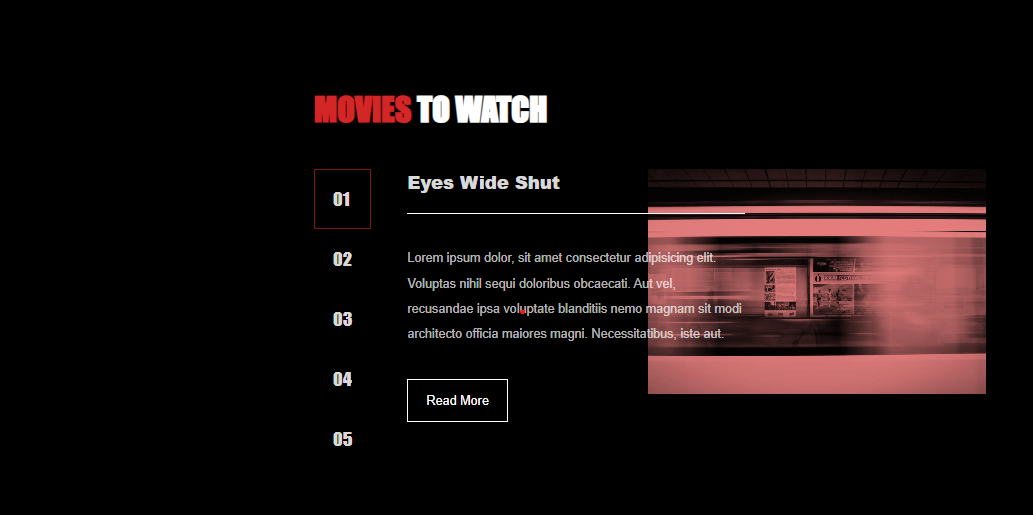 MOVIES TO WATCH
01
Eyes Wide Shut
02
Lorem ipsum dolor, sit amet consectetur adipisicing elit.
Voluptas nihil sequi doloribus obcaecati. Aut vel,
recusandae ipsa voluptate blanditiis nemo magnam sit modi
architecto officia maiores magni. Necessitatibus, iste aut.
03
04
Read More
05